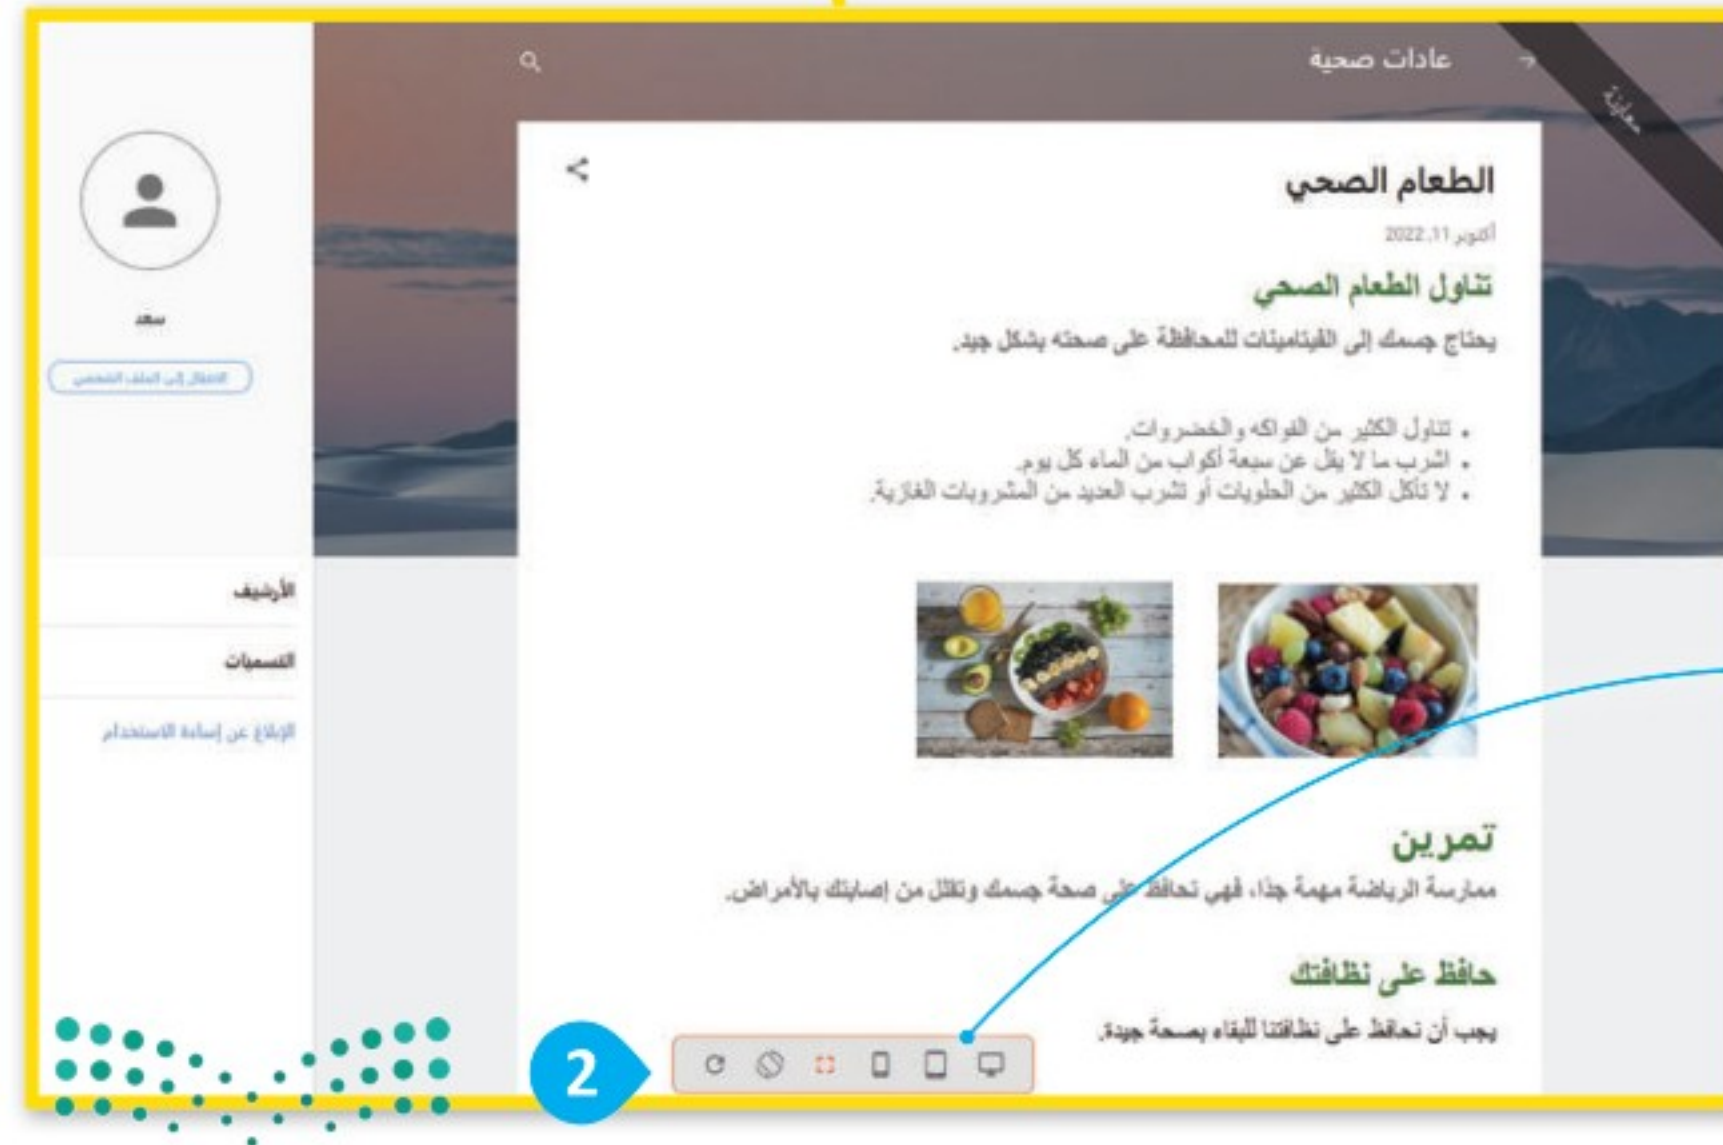 عادات صحية
معاينة
الطعام الصحي
أكتوبر 11, 2022
تناول الطعام الصحي
يحتاج جسمك إلى الفيتامينات للمحافظة على صحته بشكل جيد.
• تناول الكثير من الفواكه والخضروات.
• اشرب ما لا يقل عن سبعة أكواب من الماء كل يوم.
• لا تأكل الكثير من الحلويات أو تشرب العديد من المشروبات الغازية.
تمرين
ممارسة الرياضة مهمة جدًا، فهي تحافظ على صحة جسمك وتقلل من إصابتك بالأمراض.
حافظ على نظافتك
يجب أن نحافظ على نظافتنا للبقاء بصحة جيدة.
2
سعد
الانتقال إلى الملف الشخصي
الأرشيف
التسميات
الإبلاغ عن إساءة الاستخدام